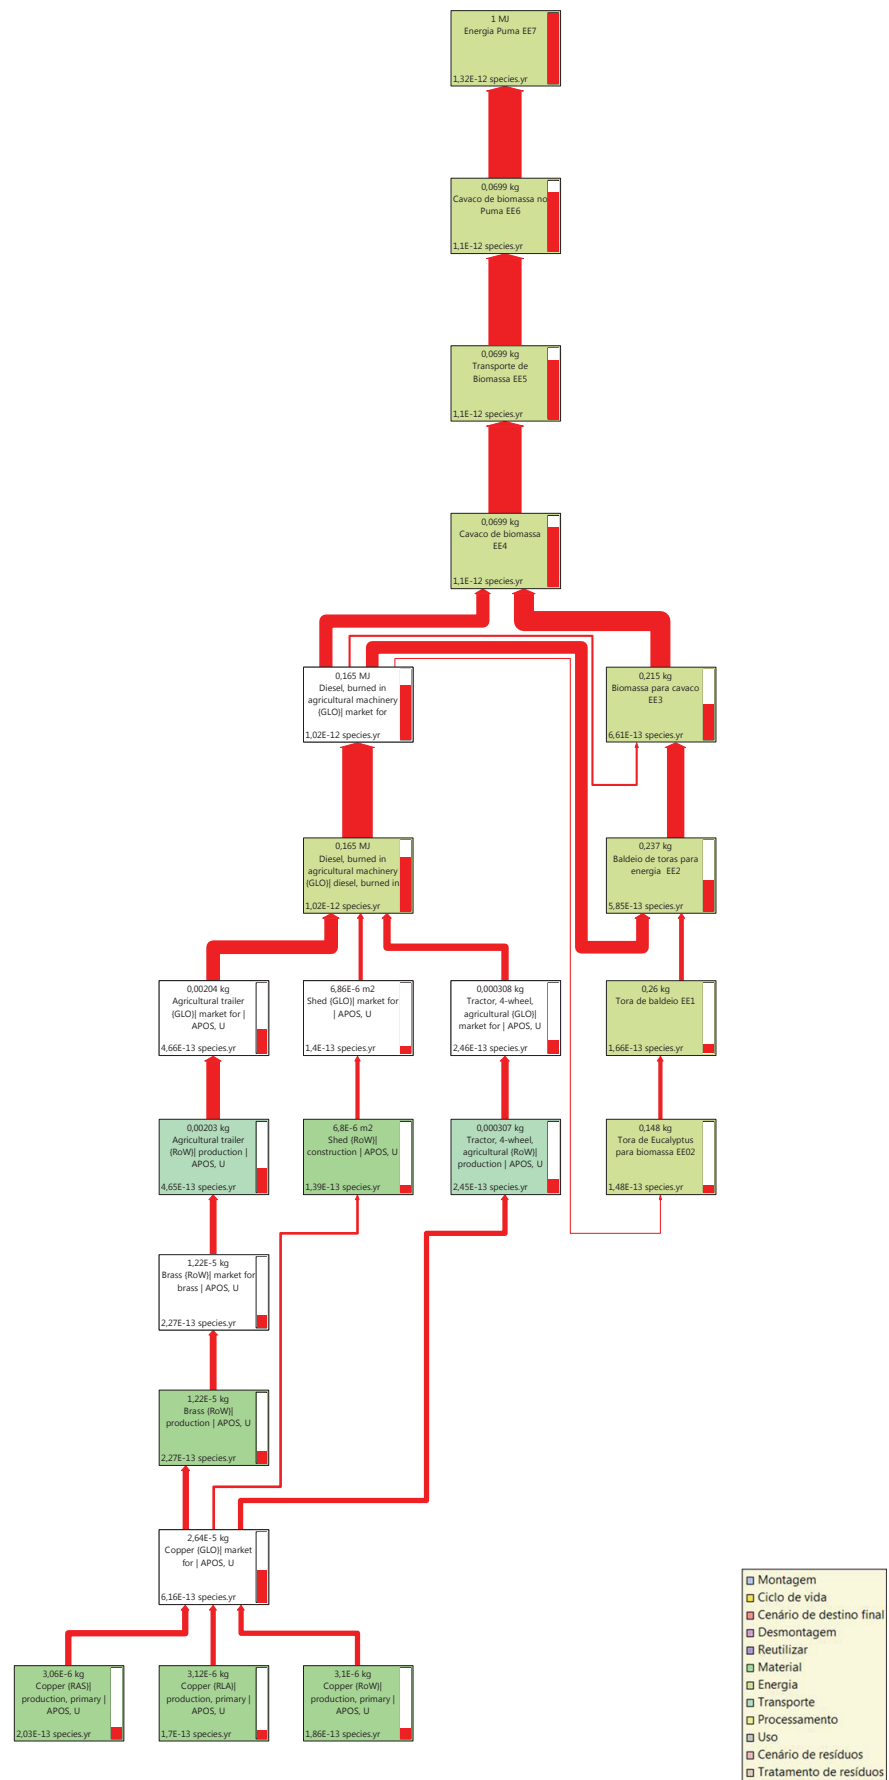 1 MJ
Energia Puma EE7
1,32E-12 species.yr
0,0699 kg
Cavaco de biomassa no
Puma EE6
1,1E-12 species.yr
0,0699 kg
Transporte de
Biomassa EE5
1,1E-12 species.yr
0,0699 kg
Cavaco de biomassa
EE4
1,1E-12 species.yr
0,165 MJ
Diesel, burned in
agricultural machinery
{GLO}| market for
1,02E-12 species.yr
0,215 kg
Biomassa para cavaco
EE3
6,61E-13 species.yr
0,165 MJ
Diesel, burned in
agricultural machinery
{GLO}| diesel, burned in
1,02E-12 species.yr
0,237 kg
Baldeio de toras para
energia EE2
5,85E-13 species.yr
0,00204 kg
Agricultural trailer
{GLO}| market for |
APOS, U
4,66E-13 species.yr
6,86E-6 m2
Shed {GLO}| market for
| APOS, U
1,4E-13 species.yr
0,000308 kg
Tractor, 4-wheel,
agricultural {GLO}|
market for | APOS, U
2,46E-13 species.yr
0,26 kg
Tora de baldeio EE1
1,66E-13 species.yr
0,00203 kg
Agricultural trailer
{RoW}| production |
APOS, U
4,65E-13 species.yr
6,8E-6 m2
Shed {RoW}|
construction | APOS, U
1,39E-13 species.yr
0,000307 kg
Tractor, 4-wheel,
agricultural {RoW}|
production | APOS, U
2,45E-13 species.yr
0,148 kg
Tora de Eucalyptus
para biomassa EE02
1,48E-13 species.yr
1,22E-5 kg
Brass {RoW}| market for
brass | APOS, U
2,27E-13 species.yr
1,22E-5 kg
Brass {RoW}|
production | APOS, U
2,27E-13 species.yr
2,64E-5 kg
Copper {GLO}| market
for | APOS, U
6,16E-13 species.yr
3,06E-6 kg
Copper {RAS}|
production, primary |
APOS, U
2,03E-13 species.yr
3,12E-6 kg
Copper {RLA}|
production, primary |
APOS, U
1,7E-13 species.yr
3,1E-6 kg
Copper {RoW}|
production, primary |
APOS, U
1,86E-13 species.yr
Montagem
Ciclo de vida
Cenário de destino final
Desmontagem
Reutilizar
Material
Energia
Transporte
Processamento
Uso
Cenário de resíduos
Tratamento de resíduos